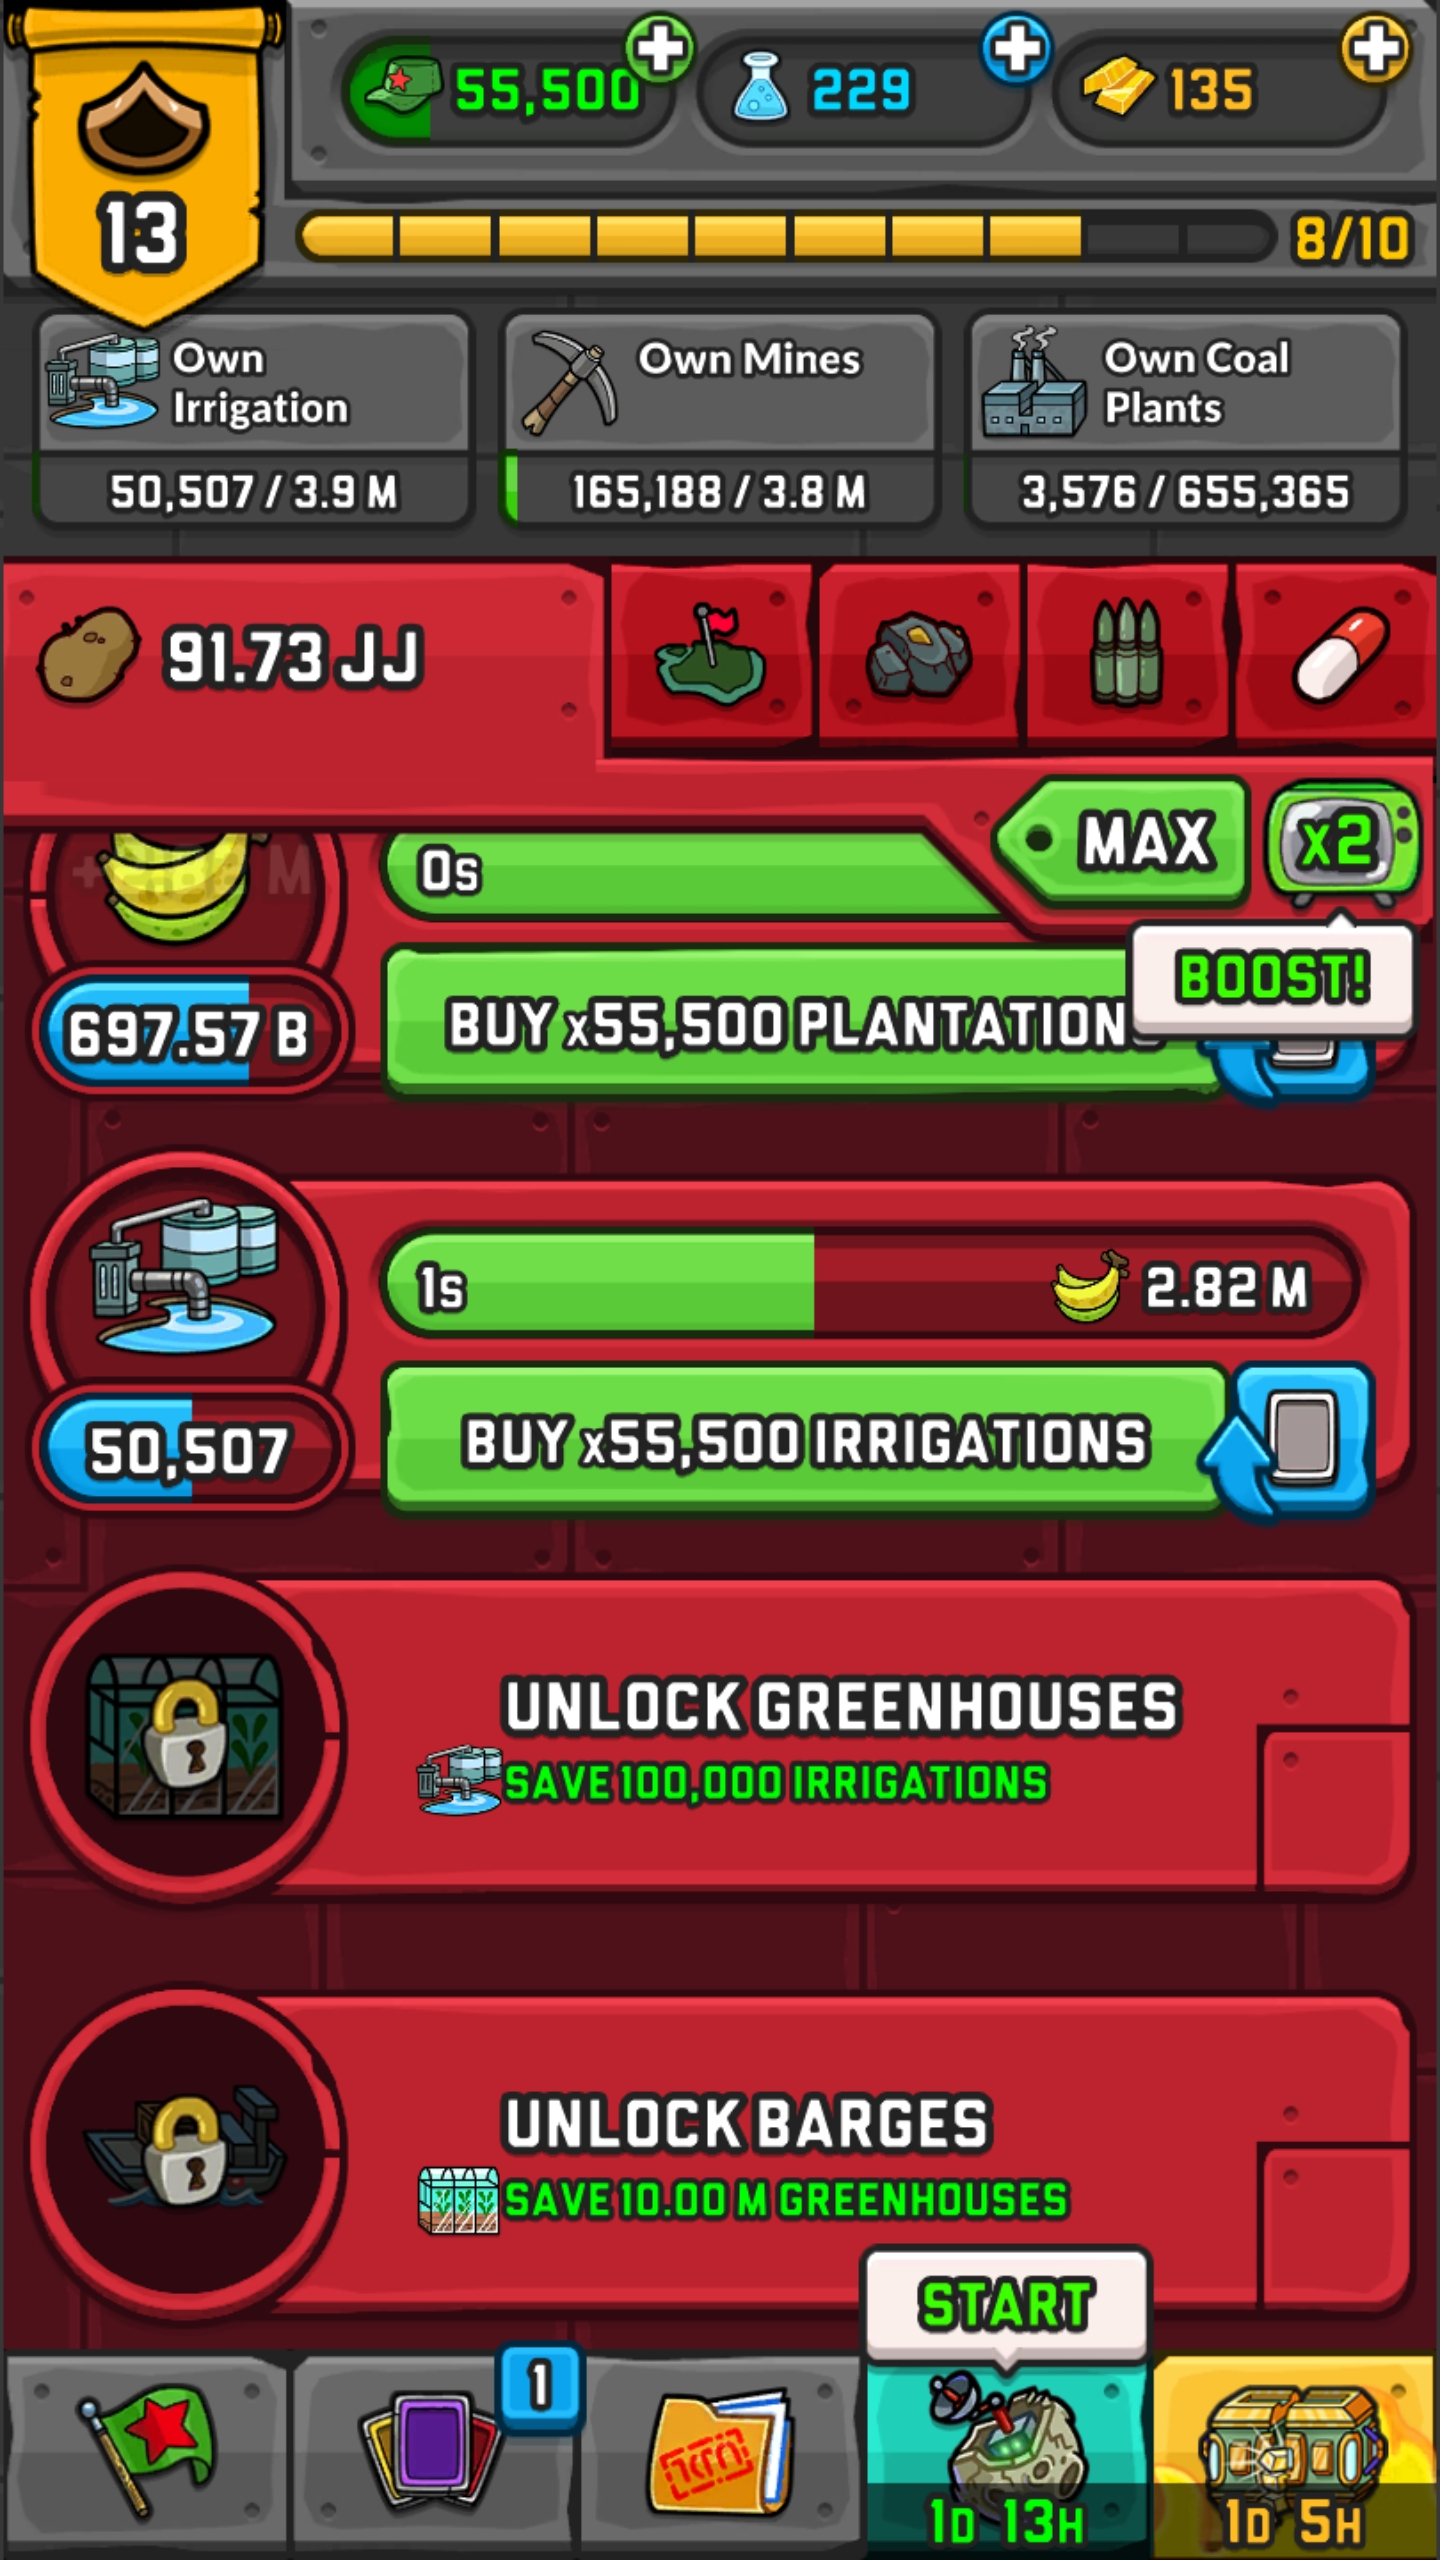 55,500
229
135
13
8/10
Own Irrigation
50,507 / 3.9 M
Own Mines
165,188 / 3.8 M
Own Coal Plants
3,576 / 655,365
91.73 JJ
MAX
x2
0s
BOOST!
697.57 B
BUY x55,500 PLANTATIONS
1s
2.82 M
50,507
BUY x55,500 IRRIGATIONS
UNLOCK GREENHOUSES
SAVE 100,000 IRRIGATIONS
UNLOCK BARGES
SAVE 10.00 M GREENHOUSES
START
1
1D 13H
1D 5H